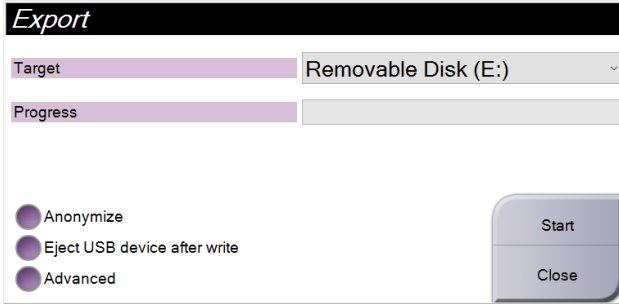 Export
Target
Removable Disk (E:)
Progress
Anonymize
Eject USB device after write
Advanced
Start
Close